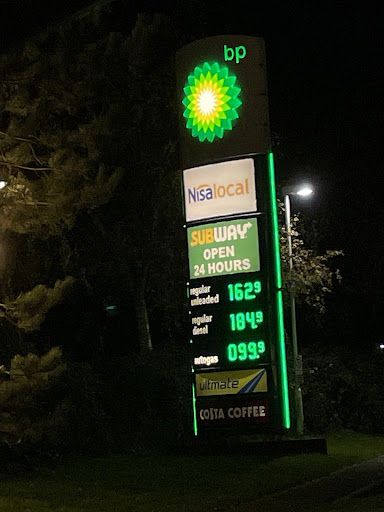 bp
Nisalocal
SUBWAY
OPEN
24 HOURS
regular
unleaded 162.9
regular
diesel 184.9
autogas 099.9
ultimate
COSTA COFFEE